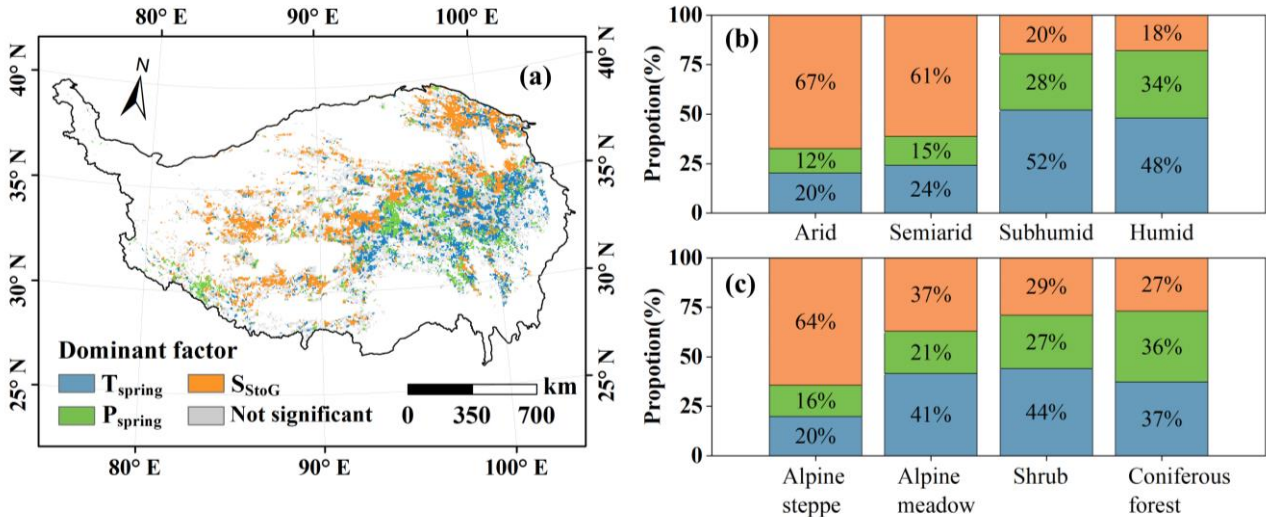 80° E 90° E 100° E
40° N
35° N
30° N
25° N
40° N
35° N
30° N
25° N
N
(a)
Dominant factor
Tspring SStoG
Pspring Not significant
km
0 350 700
80° E 90° E 100° E
(b)
Propotion(%)
100
75
50
25
0
67% 61% 20% 18%
12% 15% 28% 34%
20% 24% 52% 48%
Arid Semiarid Subhumid Humid
(c)
Propotion(%)
100
75
50
25
0
64% 37% 29% 27%
16% 21% 27% 36%
20% 41% 44% 37%
Alpine Alpine Shrub Coniferous
steppe meadow forest